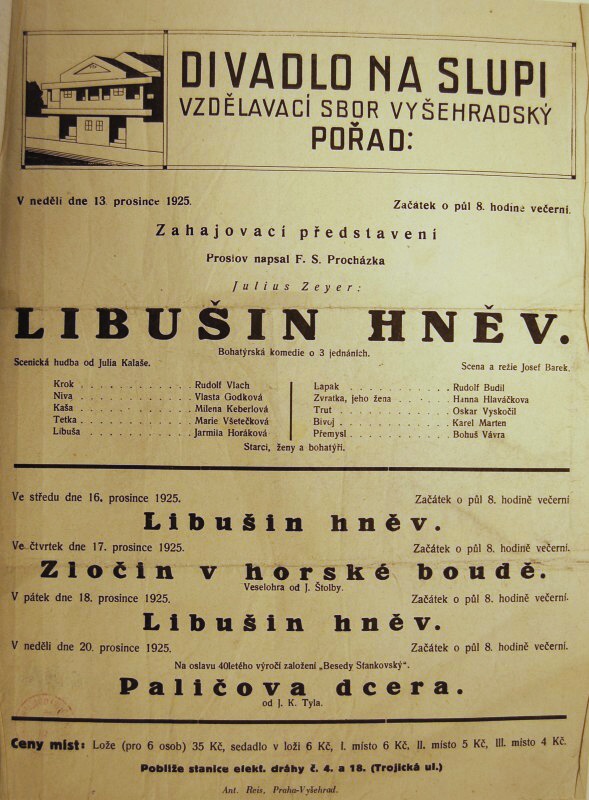 DIVADLO NA SLUPI
VZDĚLAVACÍ SBOR VYŠEHRADSKÝ
POŘAD:
V neděli dne 13. prosince 1925.
Začátek o půl 8. hodině večerní.
Zahajovací představení
Proslov napsal F. S. Procházka
Julius Zeyer:
LIBUŠIN HNĚV.
Bohatýrská komedie o 3 jednáních.
Scenická hudba od Julia Kalaše.
Scena a režie Josef Barek.
Krok . . . . . . . . . . . Rudolf Vlach
Niva . . . . . . . . . . . Vlasta Godková
Kaša . . . . . . . . . . . Milena Keberlová
Tetka . . . . . . . . . . . Marie Všetečková
Libuša . . . . . . . . . . Jarmila Horáková
Lapak . . . . . . . . . . . Rudolf Budil
Zvratka, jeho žena . . . . . Hanna Hlaváčkova
Trut . . . . . . . . . . . Oskar Vyskočil
Bivoj . . . . . . . . . . . Karel Marten
Přemysl . . . . . . . . . . Bohuš Vávra
Starci, ženy a bohatýři.
Ve středu dne 16. prosince 1925.
Začátek o půl 8. hodině večerní
Libušin hněv.
Ve čtvrtek dne 17. prosince 1925.
Začátek o půl 8. hodině večerní.
Zločin v horské boudě.
Veselohra od J. Štolby.
V pátek dne 18. prosince 1925.
Začátek o půl 8. hodině večerní.
Libušin hněv.
V neděli dne 20. prosince 1925.
Začátek o půl 8. hodině večerní.
Na oslavu 40letého výročí založení „Besedy Stankovský".
Paličova dcera.
od J. K. Tyla.
Ceny míst: Lože (pro 6 osob) 35 Kč, sedadlo v loži 6 Kč, I. místo 6 Kč, II. místo 5 Kč, III. místo 4 Kč.
Poblíže stanice elekt. dráhy č. 4 a 18. (Trojická ul.)
Ant. Reis, Praha-Vyšehrad.